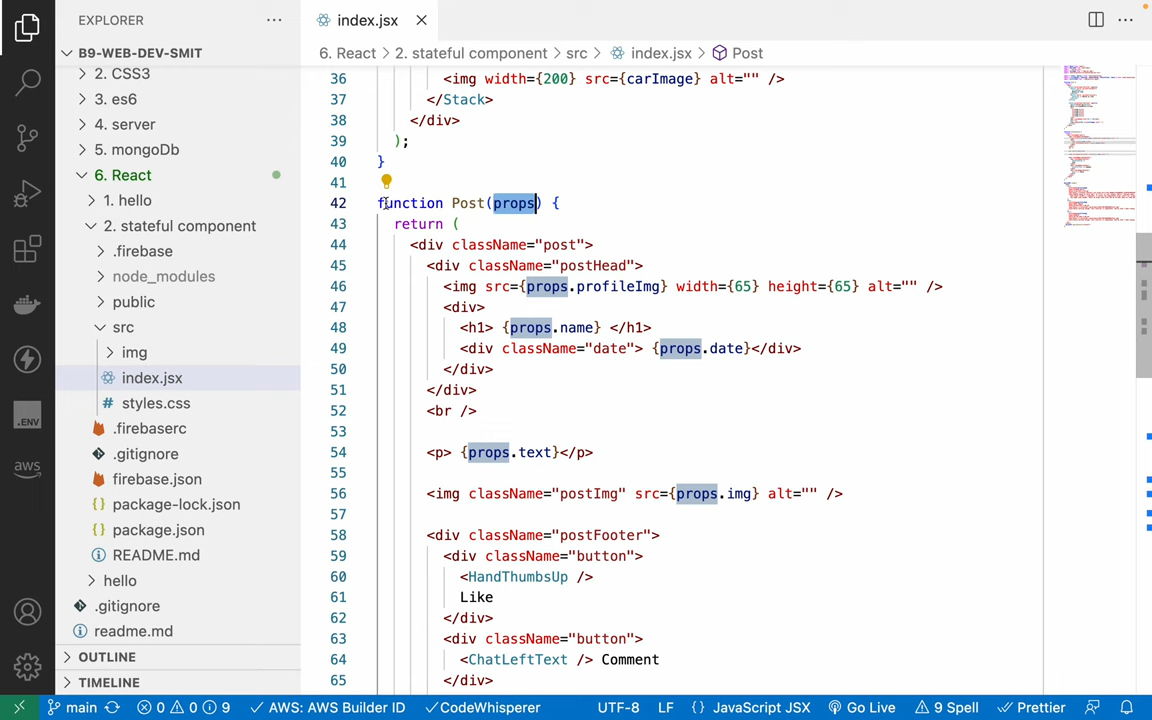 EXPLORER
B9-WEB-DEV-SMIT
2. CSS3
3. es6
4. server
5. mongoDb
6. React
1. hello
2. stateful component
.firebase
node_modules
public
src
img
index.jsx
# styles.css
.firebaserc
.gitignore
firebase.json
{} package-lock.json
{} package.json
README.md
hello
.gitignore
readme.md
OUTLINE
TIMELINE
.ENV
aws
index.jsx
6. React > 2. stateful component > src > index.jsx > Post
36 <img width={200} src={carImage} alt="" />
37 </Stack>
38 </div>
39 );
40 }
41
42 function Post(props) {
43 return (
44 <div className="post">
45 <div className="postHead">
46 <img src={props.profileImg} width={65} height={65} alt="" />
47 <div>
48 <h1> {props.name} </h1>
49 <div className="date"> {props.date}</div>
50 </div>
51 </div>
52 <br />
53
54 <p> {props.text}</p>
55
56 <img className="postImg" src={props.img} alt="" />
57
58 <div className="postFooter">
59 <div className="button">
60 <HandThumbsUp />
61 Like
62 </div>
63 <div className="button">
64 <ChatLeftText /> Comment
65 </div>
main 0 0 9 AWS: AWS Builder ID CodeWhisperer UTF-8 LF {} JavaScript JSX Go Live 9 Spell Prettier